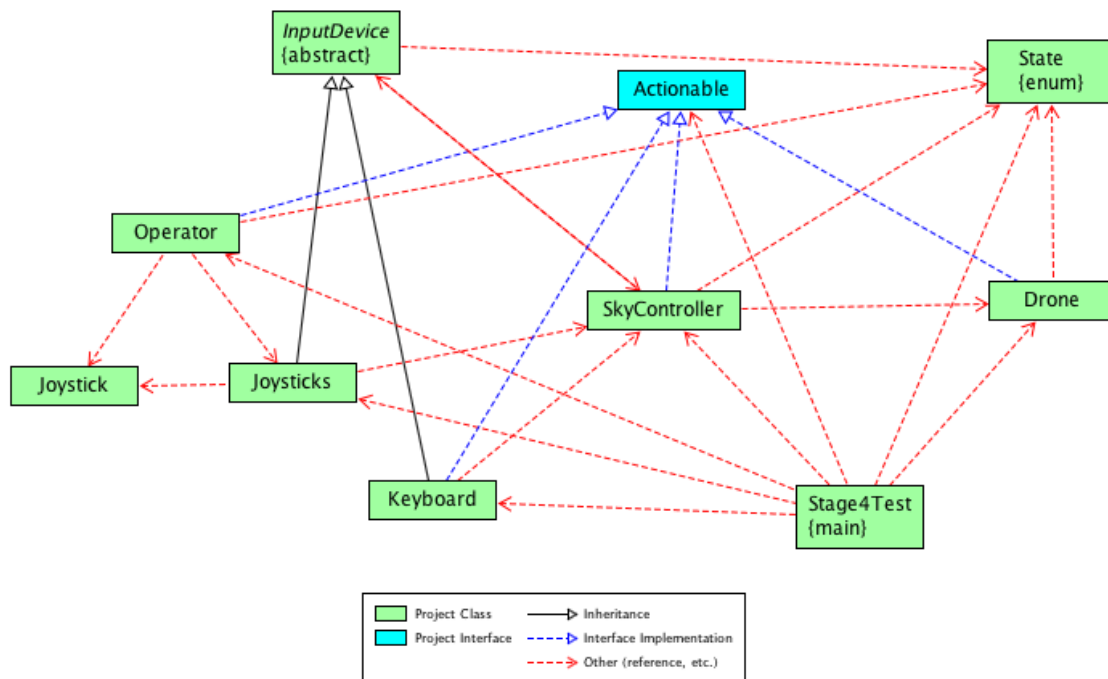 InputDevice
{abstract}
State
{enum}
Actionable
Operator
Drone
SkyController
Joystick
Joysticks
Keyboard
Stage4Test
{main}
Project Class
Inheritance
Project Interface
Interface Implementation
Other (reference, etc.)